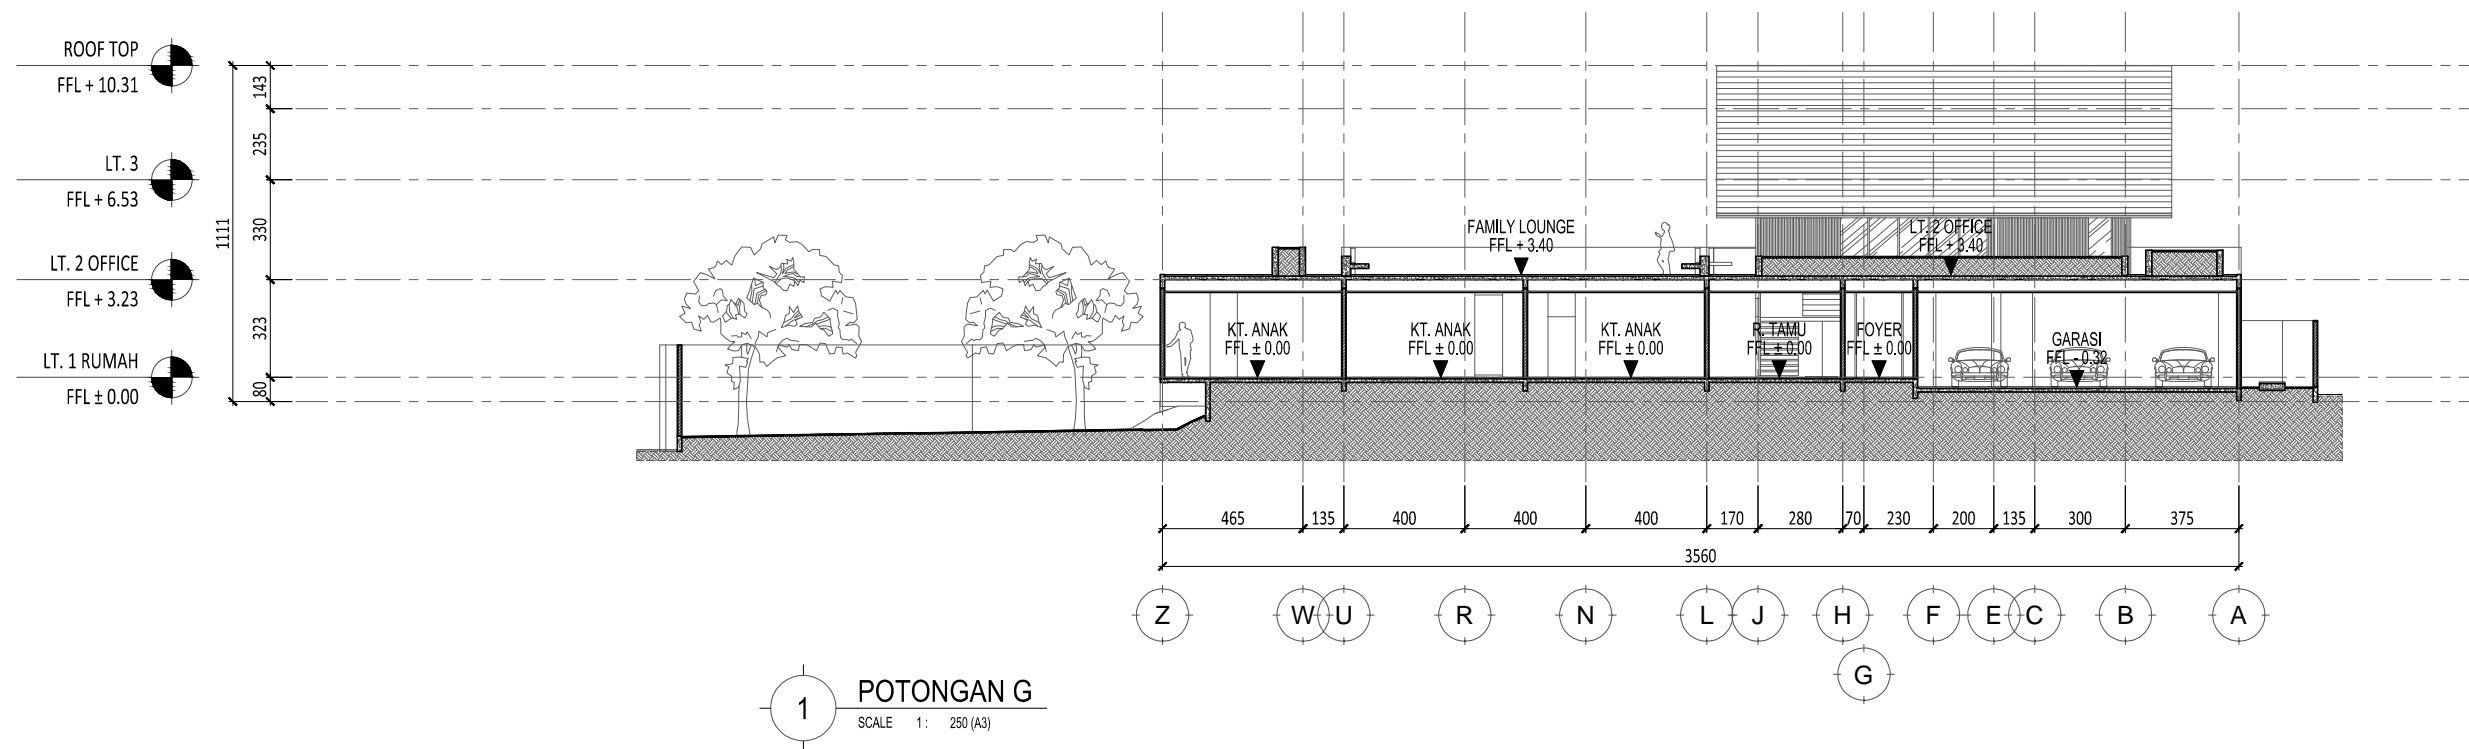 ROOF TOP
FFL + 10.31
LT. 3
FFL + 6.53
LT. 2 OFFICE
FFL + 3.23
LT. 1 RUMAH
FFL ± 0.00
1111
143
235
330
323
80
FAMILY LOUNGE
FFL + 3.40
LT. 2 OFFICE
FFL + 3.40
KT. ANAK
FFL ± 0.00
KT. ANAK
FFL ± 0.00
KT. ANAK
FFL ± 0.00
R. TAMU
FFL ± 0.00
FOYER
FFL ± 0.00
GARASI
FFL - 0.32
465 135 400 400 400 170 280 70 230 200 135 300 375
3560
Z W U R N L J H F E C B A
G
1
POTONGAN G
SCALE 1 : 250 (A3)